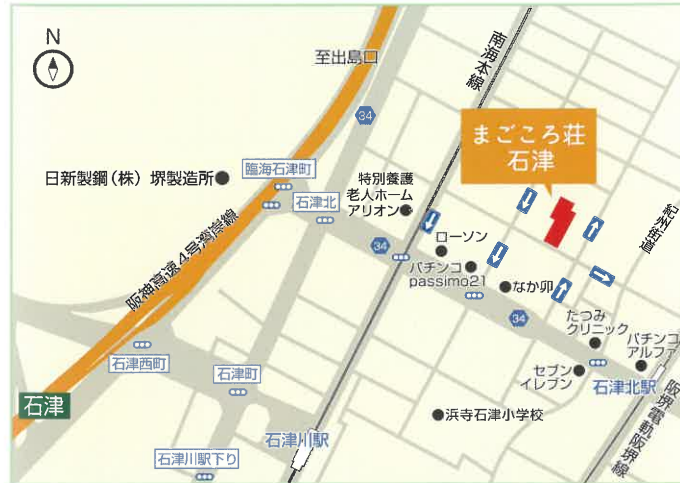 N
至出島口
南海本線
34
まごころ荘
石津
日新製鋼(株) 堺製造所
臨海石津町
特別養護
老人ホーム
アリオン
石津北
紀州街道
阪神高速4号湾岸線
34
ローソン
パチンコ
passimo21
なか卯
34
たつみ
クリニック
パチンコ
アルファ
石津西町
石津町
セブン
イレブン
石津北駅
石津
浜寺石津小学校
阪堺電軌阪堺線
石津川駅
石津川駅下り